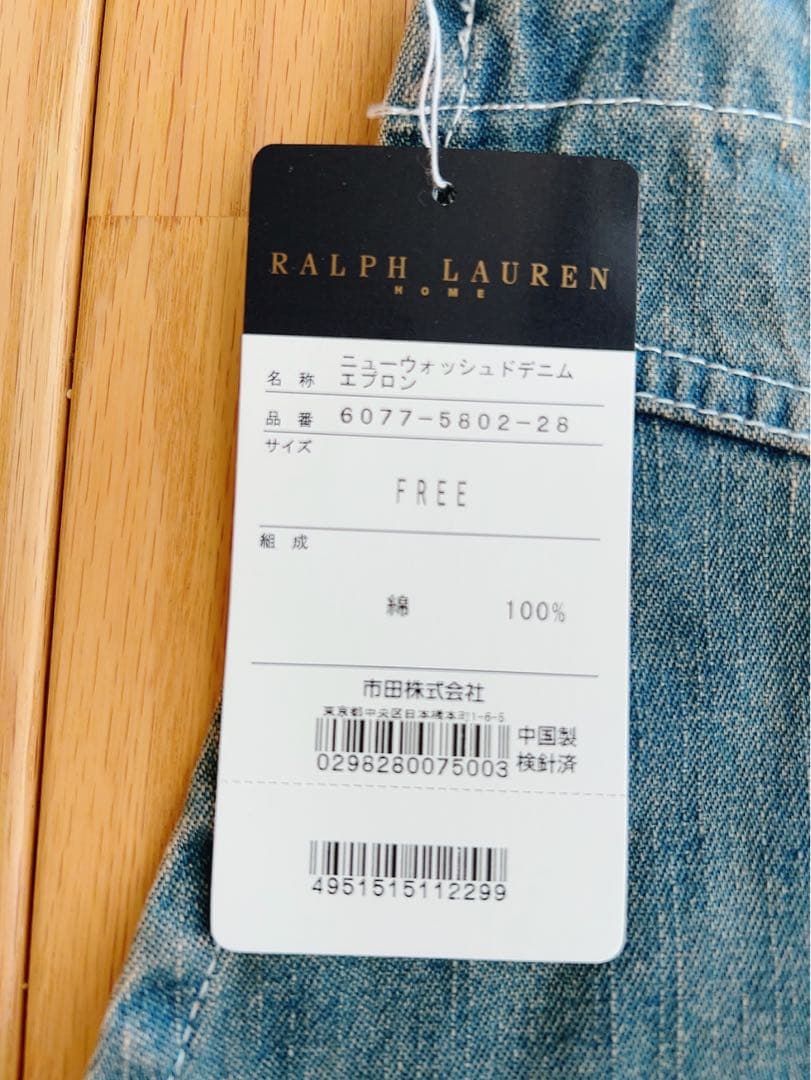 RALPH LAUREN
HOME
名 称 ニューウォッシュドデニム
エプロン
品 番 6077-5802-28
サイズ
FREE
組 成
綿 100%
市田株式会社
東京都中央区日本橋本町1-6-5
中国製
0298280075003 検針済
4951515112299